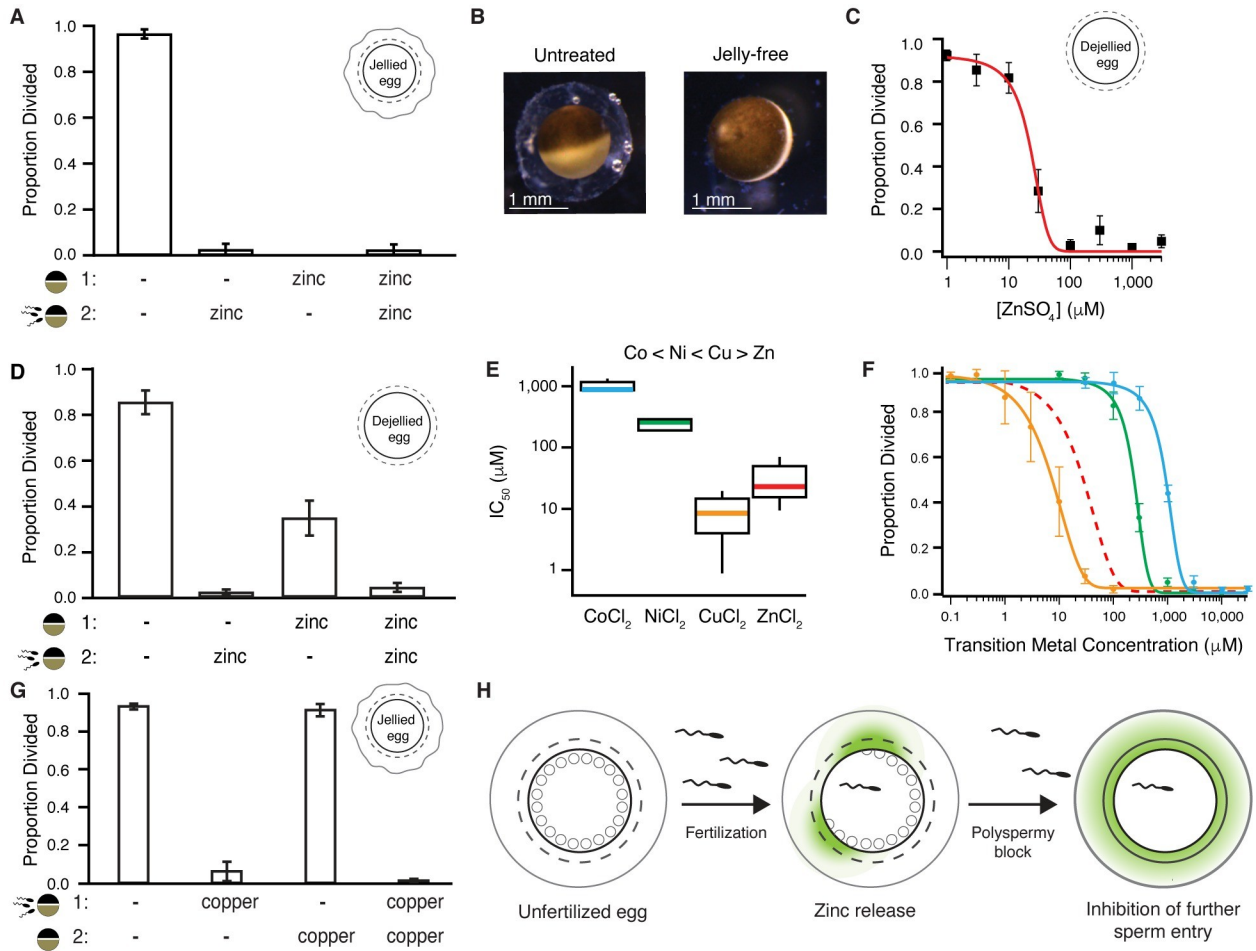 A
Proportion Divided
1.0
0.8
0.6
0.4
0.2
0.0
Jellied
egg
1: - - zinc zinc
2: - zinc - zinc
B
Untreated
Jelly-free
1 mm
1 mm
C
Proportion Divided
1.0
0.8
0.6
0.4
0.2
0.0
Dejellied
egg
1 10 100 1,000
[ZnSO4] (μM)
D
Proportion Divided
1.0
0.8
0.6
0.4
0.2
0.0
Dejellied
egg
1: - - zinc zinc
2: - zinc - zinc
E
Co < Ni < Cu > Zn
IC50 (μM)
1,000
100
10
1
CoCl2 NiCl2 CuCl2 ZnCl2
F
Proportion Divided
1.0
0.8
0.6
0.4
0.2
0.0
0.1 1 10 100 1,000 10,000
Transition Metal Concentration (μM)
G
Proportion Divided
1.0
0.8
0.6
0.4
0.2
0.0
Jellied
egg
1: - copper - copper
2: - - copper copper
H
Fertilization
Polyspermy
block
Unfertilized egg
Zinc release
Inhibition of further
sperm entry